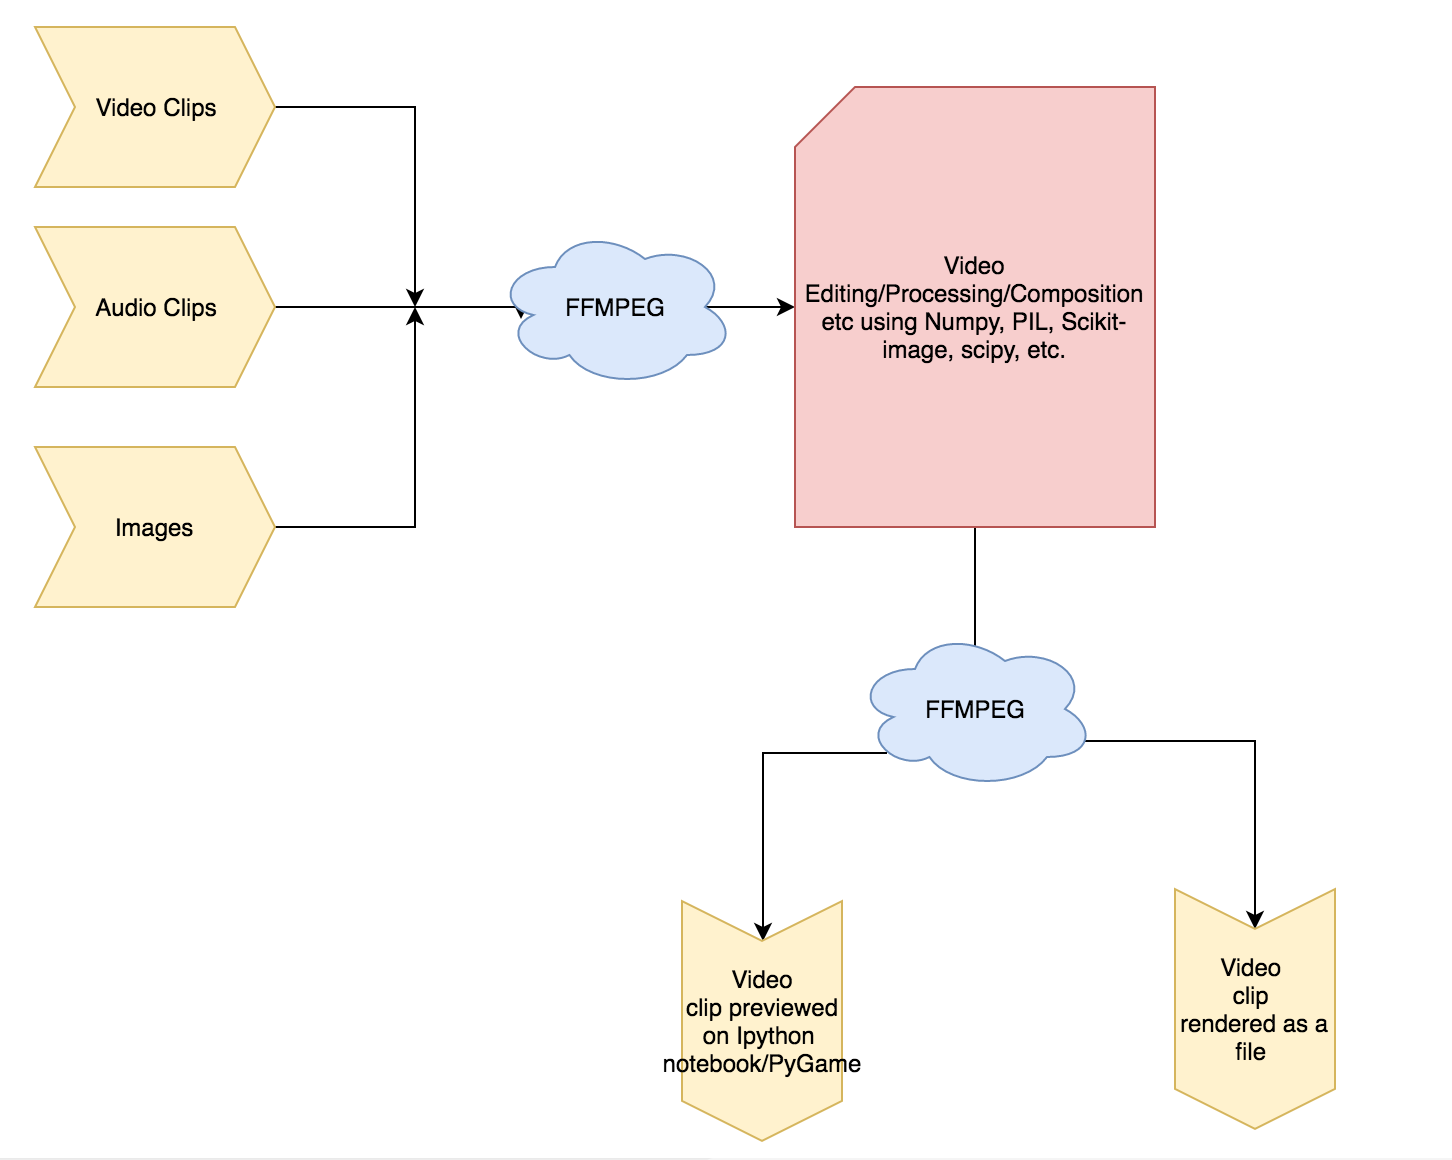 Video Clips
Audio Clips
Images
FFMPEG
Video
Editing/Processing/Composition
etc using Numpy, PIL, Scikit-
image, scipy, etc.
FFMPEG
Video
clip previewed
on Ipython
notebook/PyGame
Video
clip
rendered as a
file